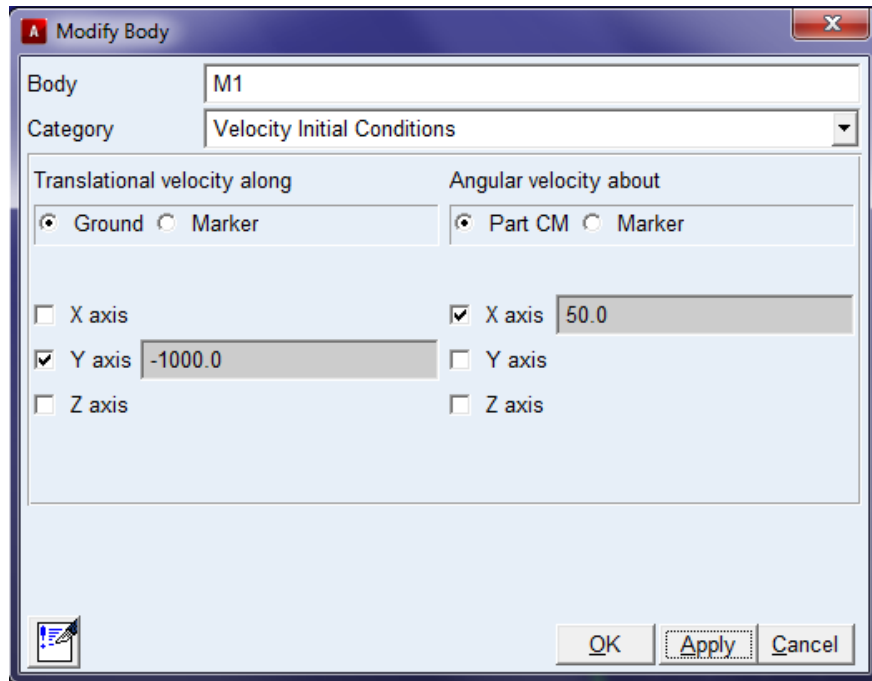 A Modify Body
Body M1
Category Velocity Initial Conditions
Translational velocity along Angular velocity about
Ground Marker Part CM Marker
X axis X axis 50.0
Y axis -1000.0 Y axis
Z axis Z axis
OK Apply Cancel